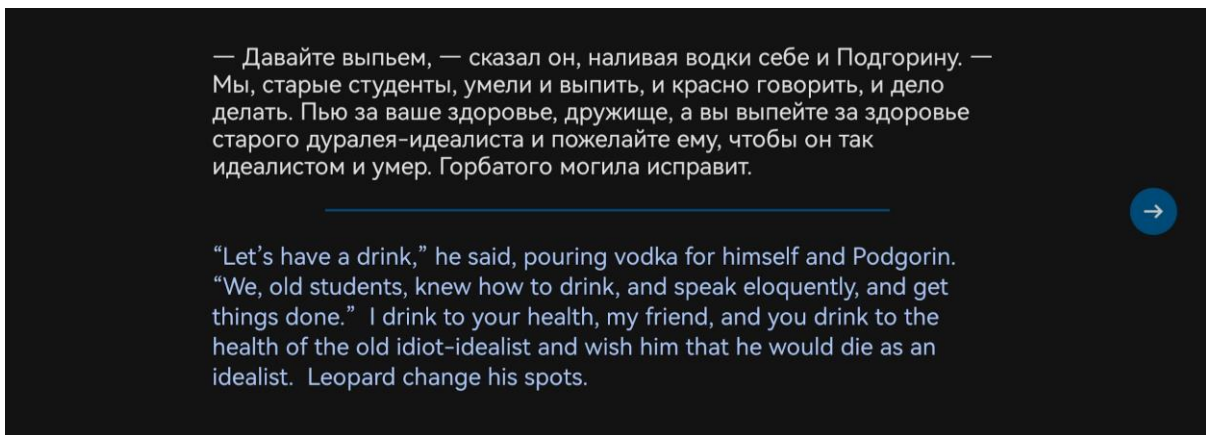 — Давайте выпьем, — сказал он, наливая водки себе и Подгорину. —
Мы, старые студенты, умели и выпить, и красно говорить, и дело
делать. Пью за ваше здоровье, дружище, а вы выпейте за здоровье
старого дуралея-идеалиста и пожелайте ему, чтобы он так
идеалистом и умер. Горбатого могила исправит.
“Let’s have a drink,” he said, pouring vodka for himself and Podgorin.
“We, old students, knew how to drink, and speak eloquently, and get
things done.”  I drink to your health, my friend, and you drink to the
health of the old idiot-idealist and wish him that he would die as an
idealist.  Leopard change his spots.